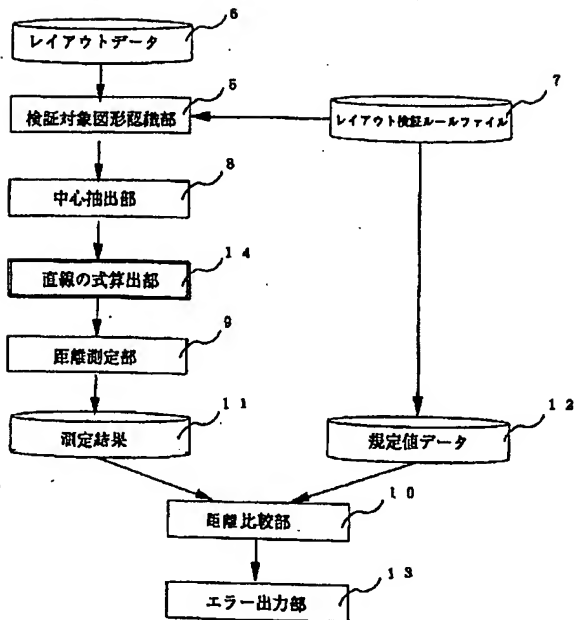 6
レイアウトデータ
5
7
検証対象図形認識部
レイアウト検証ルールファイル
8
中心抽出部
14
直線の式算出部
9
距離測定部
11
12
測定結果
規定値データ
10
距離比較部
13
エラー出力部